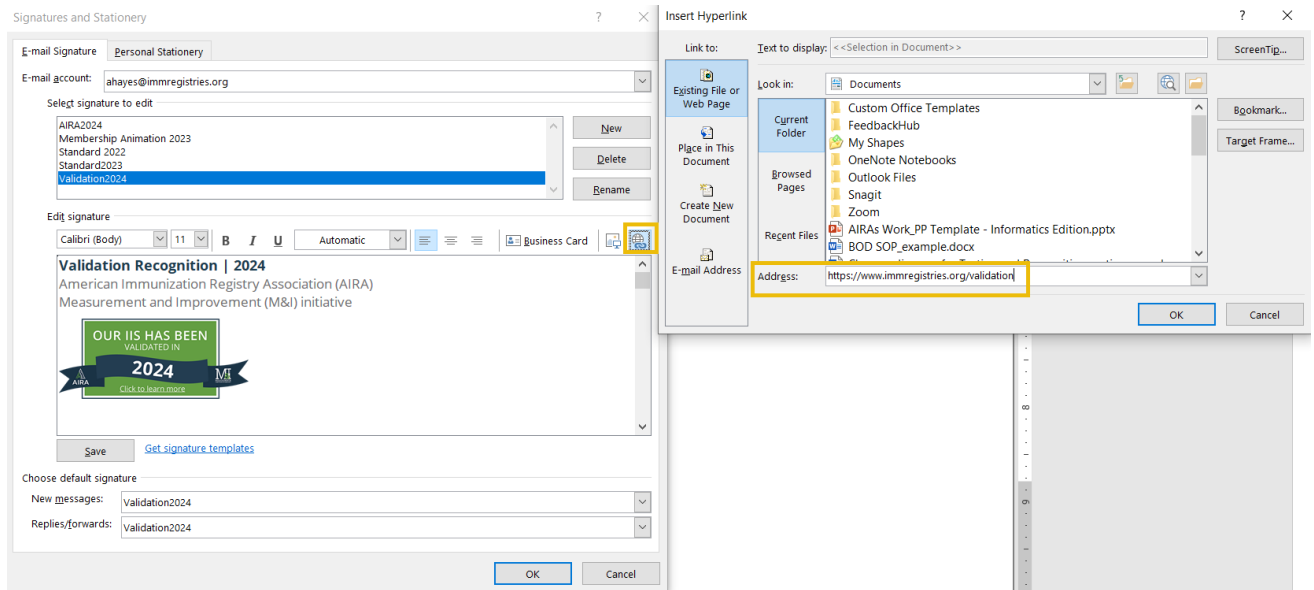 Signatures and Stationery
?
E-mail Signature
Personal Stationery
E-mail account:
ahayes@immregistries.org
Select signature to edit
AIRA2024
Membership Animation 2023
Standard 2022
Standard2023
Validation2024
New
Delete
Rename
Edit signature
Calibri (Body)
11
B I U
Automatic
Business Card
Validation Recognition | 2024
American Immunization Registry Association (AIRA)
Measurement and Improvement (M&I) initiative
OUR IIS HAS BEEN
VALIDATED IN
2024
AIRA
MI
Click to learn more
Save
Get signature templates
Choose default signature
New messages:
Validation2024
Replies/forwards:
Validation2024
OK
Cancel
Insert Hyperlink
?
Link to:
Text to display:
<<Selection in Document>>
ScreenTip...
Existing File or
Web Page
Place in This
Document
Create New
Document
E-mail Address
Look in:
Documents
Current
Folder
Browsed
Pages
Recent Files
Custom Office Templates
FeedbackHub
My Shapes
OneNote Notebooks
Outlook Files
Snagit
Zoom
AIRAs Work_PP Template - Informatics Edition.pptx
BOD SOP_example.docx
Bookmark...
Target Frame...
Address:
https://www.immregistries.org/validation
OK
Cancel
8
9